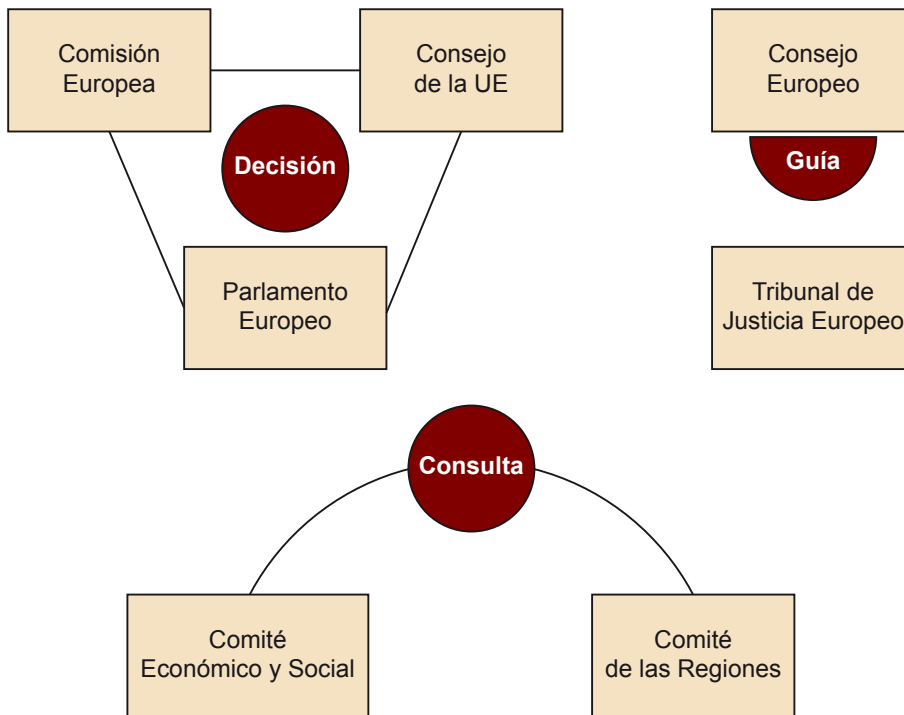 Comisión
Europea
Consejo
de la UE
Consejo
Europeo
Decisión
Guía
Parlamento
Europeo
Tribunal de
Justicia Europeo
Consulta
Comité
Económico y Social
Comité
de las Regiones